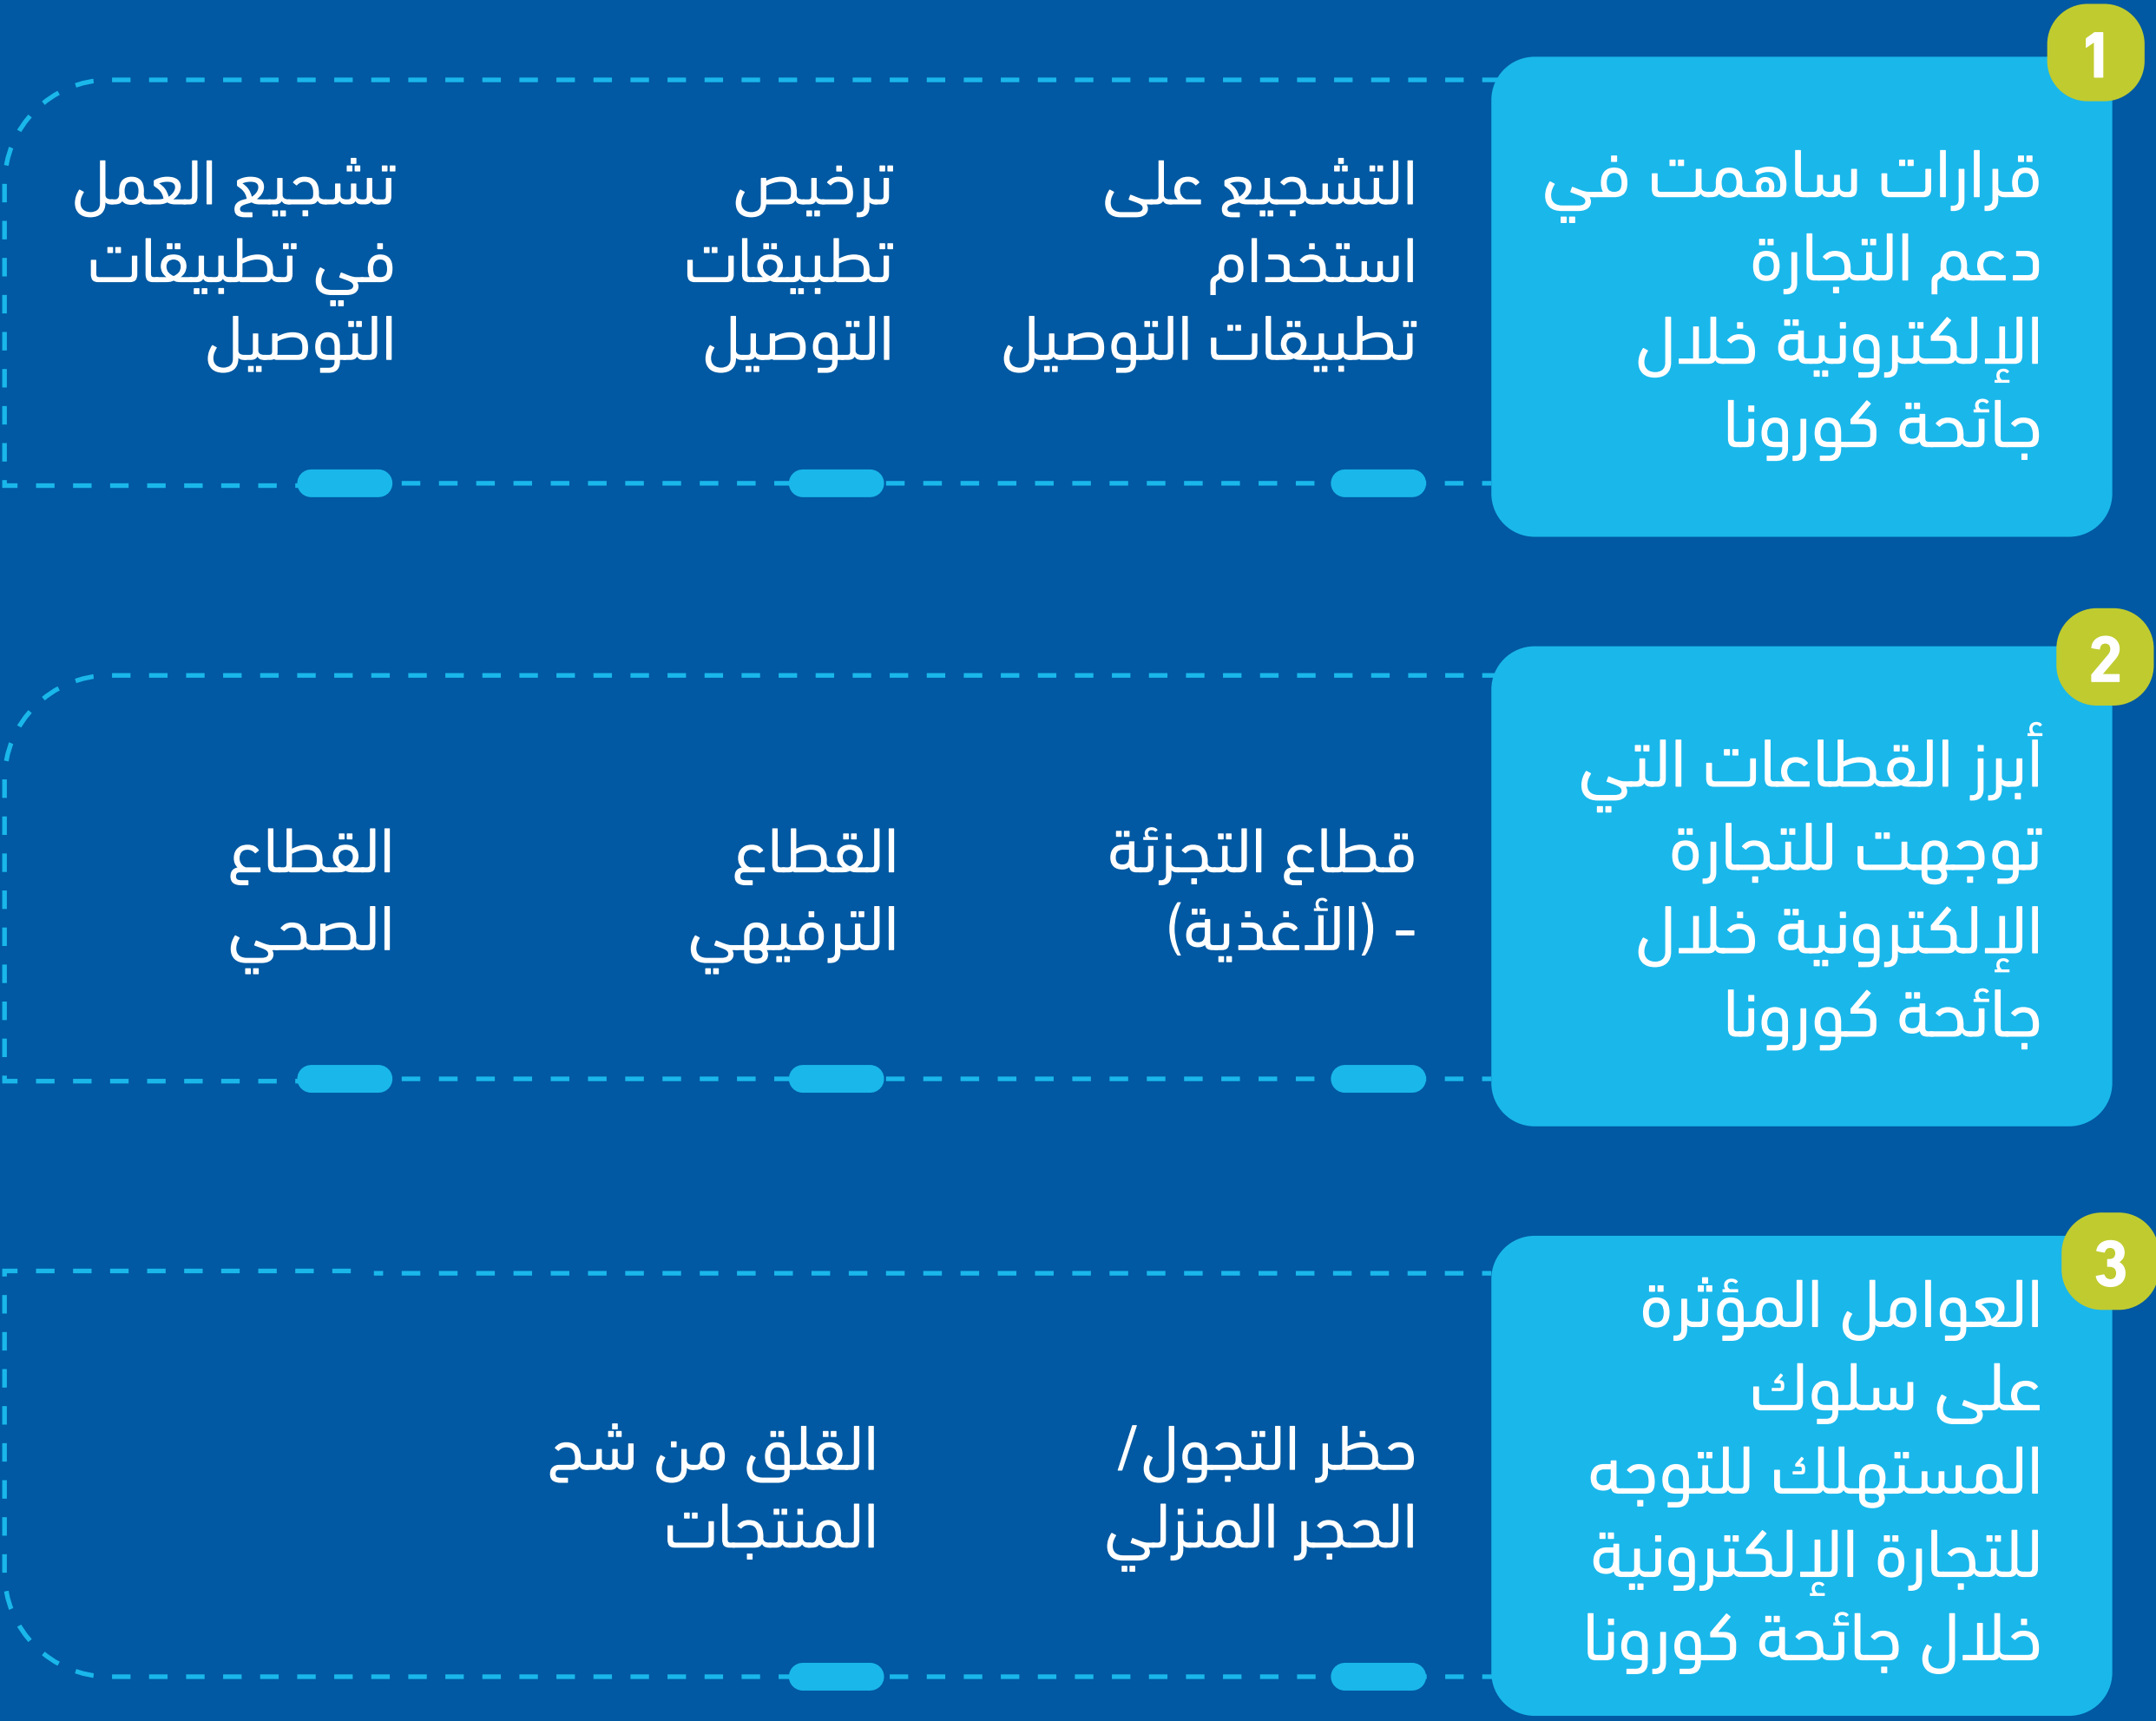 1
قرارات ساهمت في
دعم التجارة
الإلكترونية خلال
جائحة كورونا
التشجيع على
استخدام
تطبيقات التوصيل
ترخيص
تطبيقات
التوصيل
تشجيع العمل
في تطبيقات
التوصيل
2
أبرز القطاعات التي
توجهت للتجارة
الإلكترونية خلال
جائحة كورونا
قطاع التجزئة
- (الأغذية)
القطاع
الترفيهي
القطاع
الصحي
3
العوامل المؤثرة
على سلوك
المستهلك للتوجه
للتجارة الإلكترونية
خلال جائحة كورونا
حظر التجول/
الحجر المنزلي
القلق من شح
المنتجات